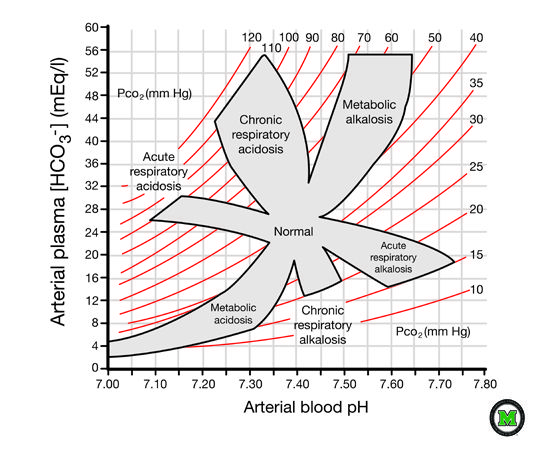 60
56
52
48
44
40
36
32
28
24
20
16
12
8
4
0
Arterial plasma [HCO3-] (mEq/l)
120
110
100
90
80
70
60
50
40
35
30
25
20
15
10
Pco2 (mm Hg)
Chronic
respiratory
acidosis
Metabolic
alkalosis
Acute
respiratory
acidosis
Normal
Acute
respiratory
alkalosis
Metabolic
acidosis
Chronic
respiratory
alkalosis
Pco2 (mm Hg)
7.00 7.10 7.20 7.30 7.40 7.50 7.60 7.70 7.80
Arterial blood pH
M